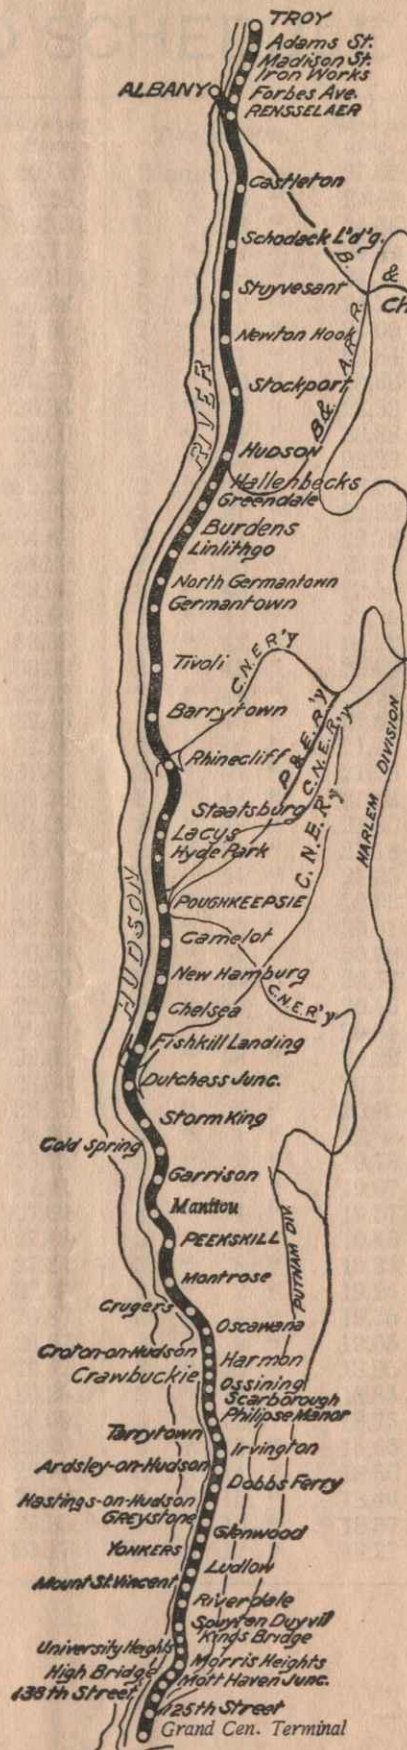 TROY
Adams St.
Madison St.
Iron Works
ALBANY
Forbes Ave.
RENSSELAER
Castleton
Schodack L'd'g.
B.
&
Ch
Stuyvesant
Newton Hook
B & A. R. R.
Stockport
RIVER
HUDSON
Hallenbecks
Greendale
Burdens
Linlithgo
North Germantown
Germantown
Tivoli
C.N.E R'y
Barrytown
P & E. R'y
C.N.E.R'y
HARLEM DIVISION
Rhinecliff
Staatsburg
C. N. E. R'y
Lacys
Hyde Park
HUDSON
POUGHKEEPSIE
Camelot
New Hamburg
C.N.E R'y
Chelsea
Fishkill Landing
Dutchess Junc.
Storm King
Cold Spring
Garrison
Manitou
PUTNAM DIV
PEEKSKILL
Montrose
Crugers
Oscawana
Croton-on-Hudson
Harmon
Crawbuckie
Ossining
Scarborough
Philipse Manor
Tarrytown
Irvington
Ardsley-on-Hudson
Dobbs Ferry
Hastings-on-Hudson
GREYSTONE
Glenwood
YONKERS
Ludlow
Mount St. Vincent
Riverdale
Spuyten Duyvil
Kings Bridge
University Heights
Morris Heights
High Bridge
Mott Haven Junc.
138th Street
125th Street
Grand Cen. Terminal